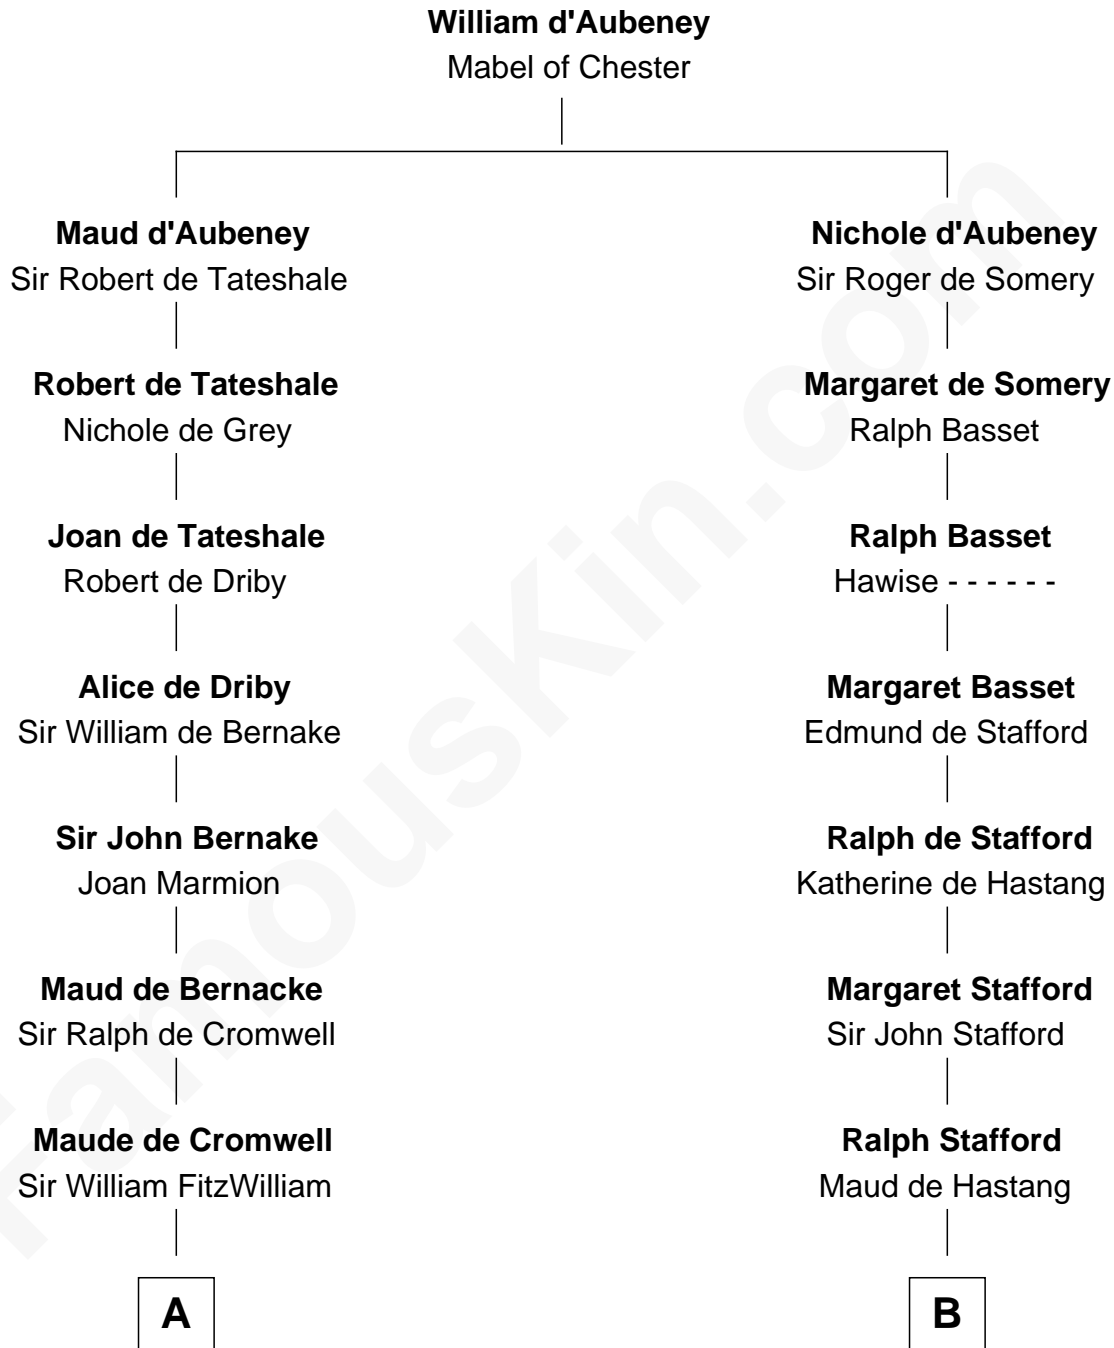 William d'Aubeney
Mabel of Chester
Maud d'Aubeney
Sir Robert de Tateshale
Nichole d'Aubeney
Sir Roger de Somery
Robert de Tateshale
Nichole de Grey
Margaret de Somery
Ralph Basset
Joan de Tateshale
Robert de Driby
Ralph Basset
Hawise - - - - - -
Alice de Driby
Sir William de Bernake
Margaret Basset
Edmund de Stafford
Sir John Bernake
Joan Marmion
Ralph de Stafford
Katherine de Hastang
Maud de Bernacke
Sir Ralph de Cromwell
Margaret Stafford
Sir John Stafford
Maude de Cromwell
Sir William FitzWilliam
Ralph Stafford
Maud de Hastang
A
B
FamousKin.com